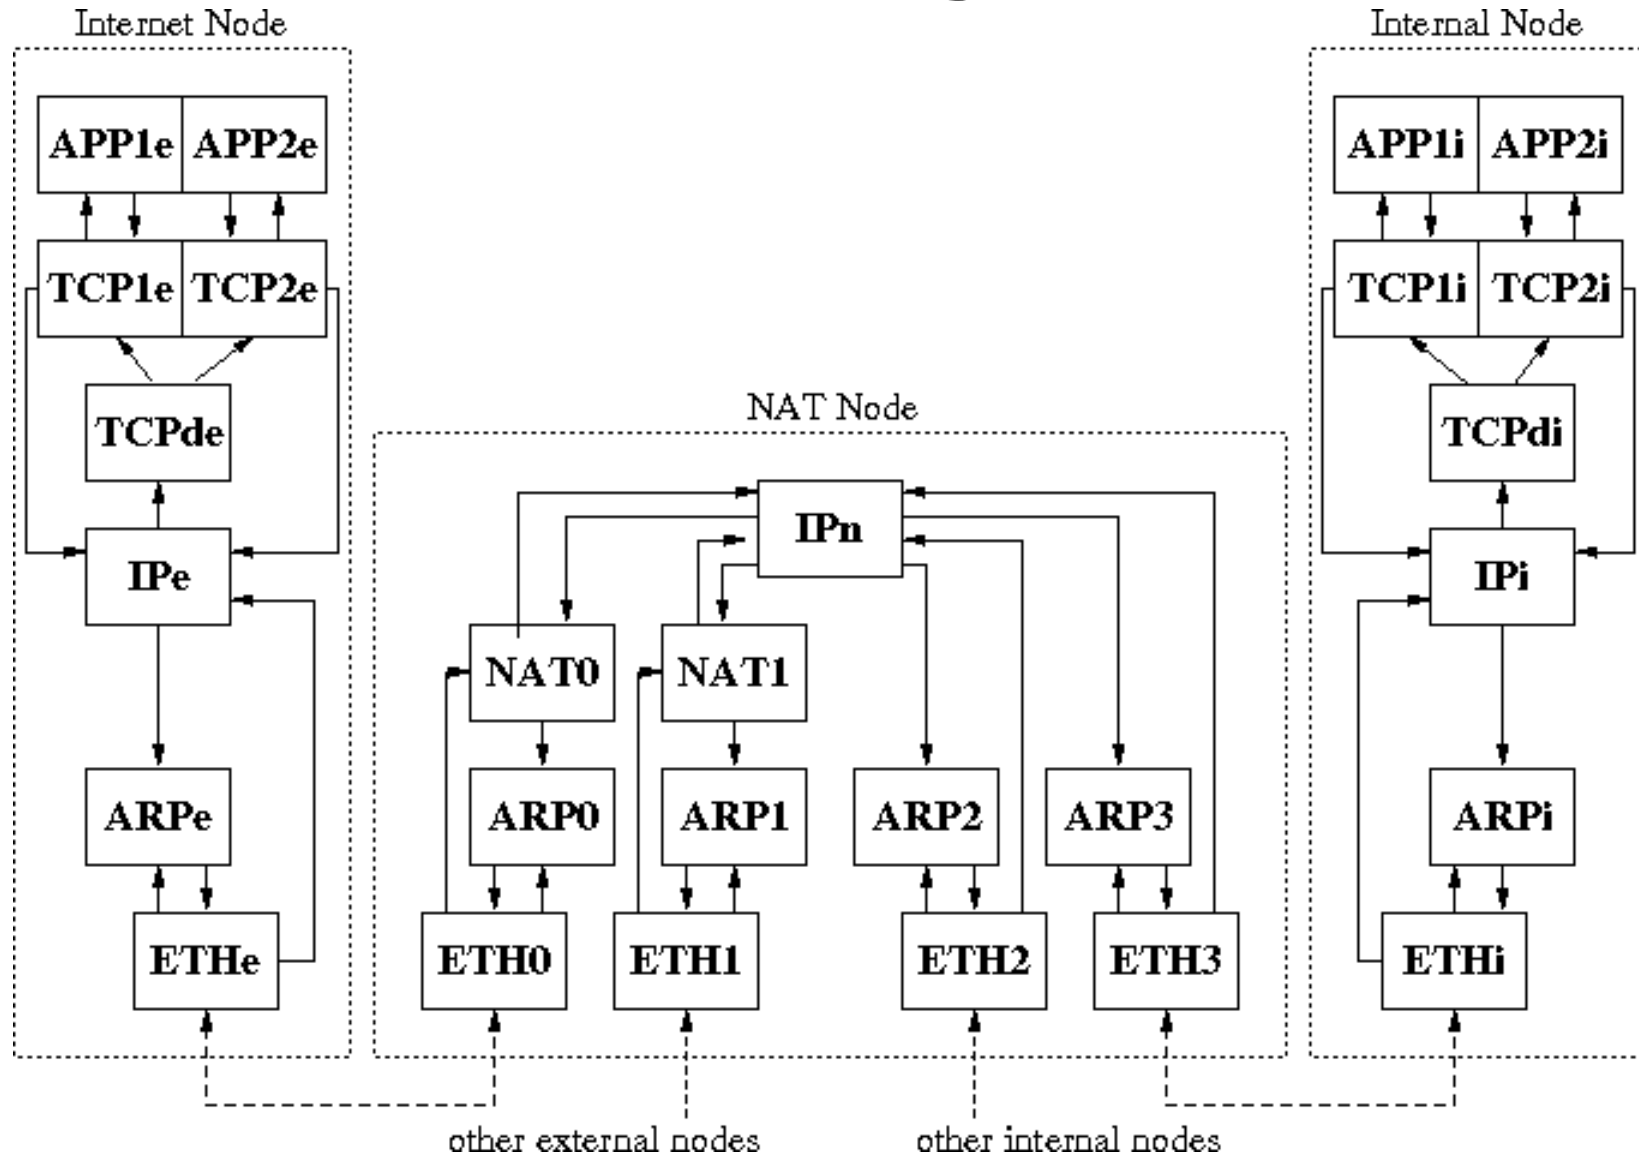 Internet Node
Internal Node
APP1e APP2e
APP1i APP2i
TCP1e TCP2e
TCP1i TCP2i
TCPde
NAT Node
TCPdi
IPn
IPe
IPi
NAT0 NAT1
ARPe
ARP0 ARP1 ARP2 ARP3
ARPi
ETHe
ETH0 ETH1 ETH2 ETH3
ETHi
other external nodes
other internal nodes